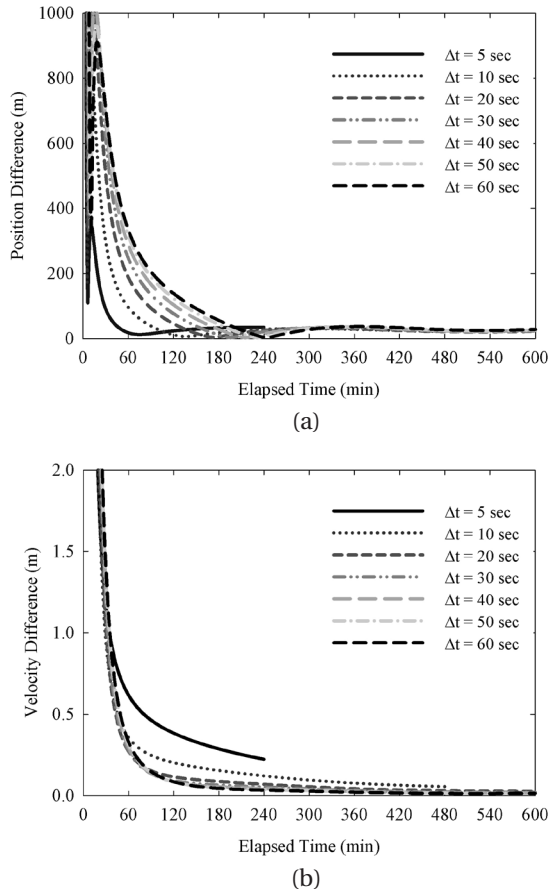 1000
800
600
400
200
0
Position Difference (m)
Δt = 5 sec
Δt = 10 sec
Δt = 20 sec
Δt = 30 sec
Δt = 40 sec
Δt = 50 sec
Δt = 60 sec
0 60 120 180 240 300 360 420 480 540 600
Elapsed Time (min)
(a)
2.0
1.5
1.0
0.5
0.0
Velocity Difference (m)
Δt = 5 sec
Δt = 10 sec
Δt = 20 sec
Δt = 30 sec
Δt = 40 sec
Δt = 50 sec
Δt = 60 sec
0 60 120 180 240 300 360 420 480 540 600
Elapsed Time (min)
(b)